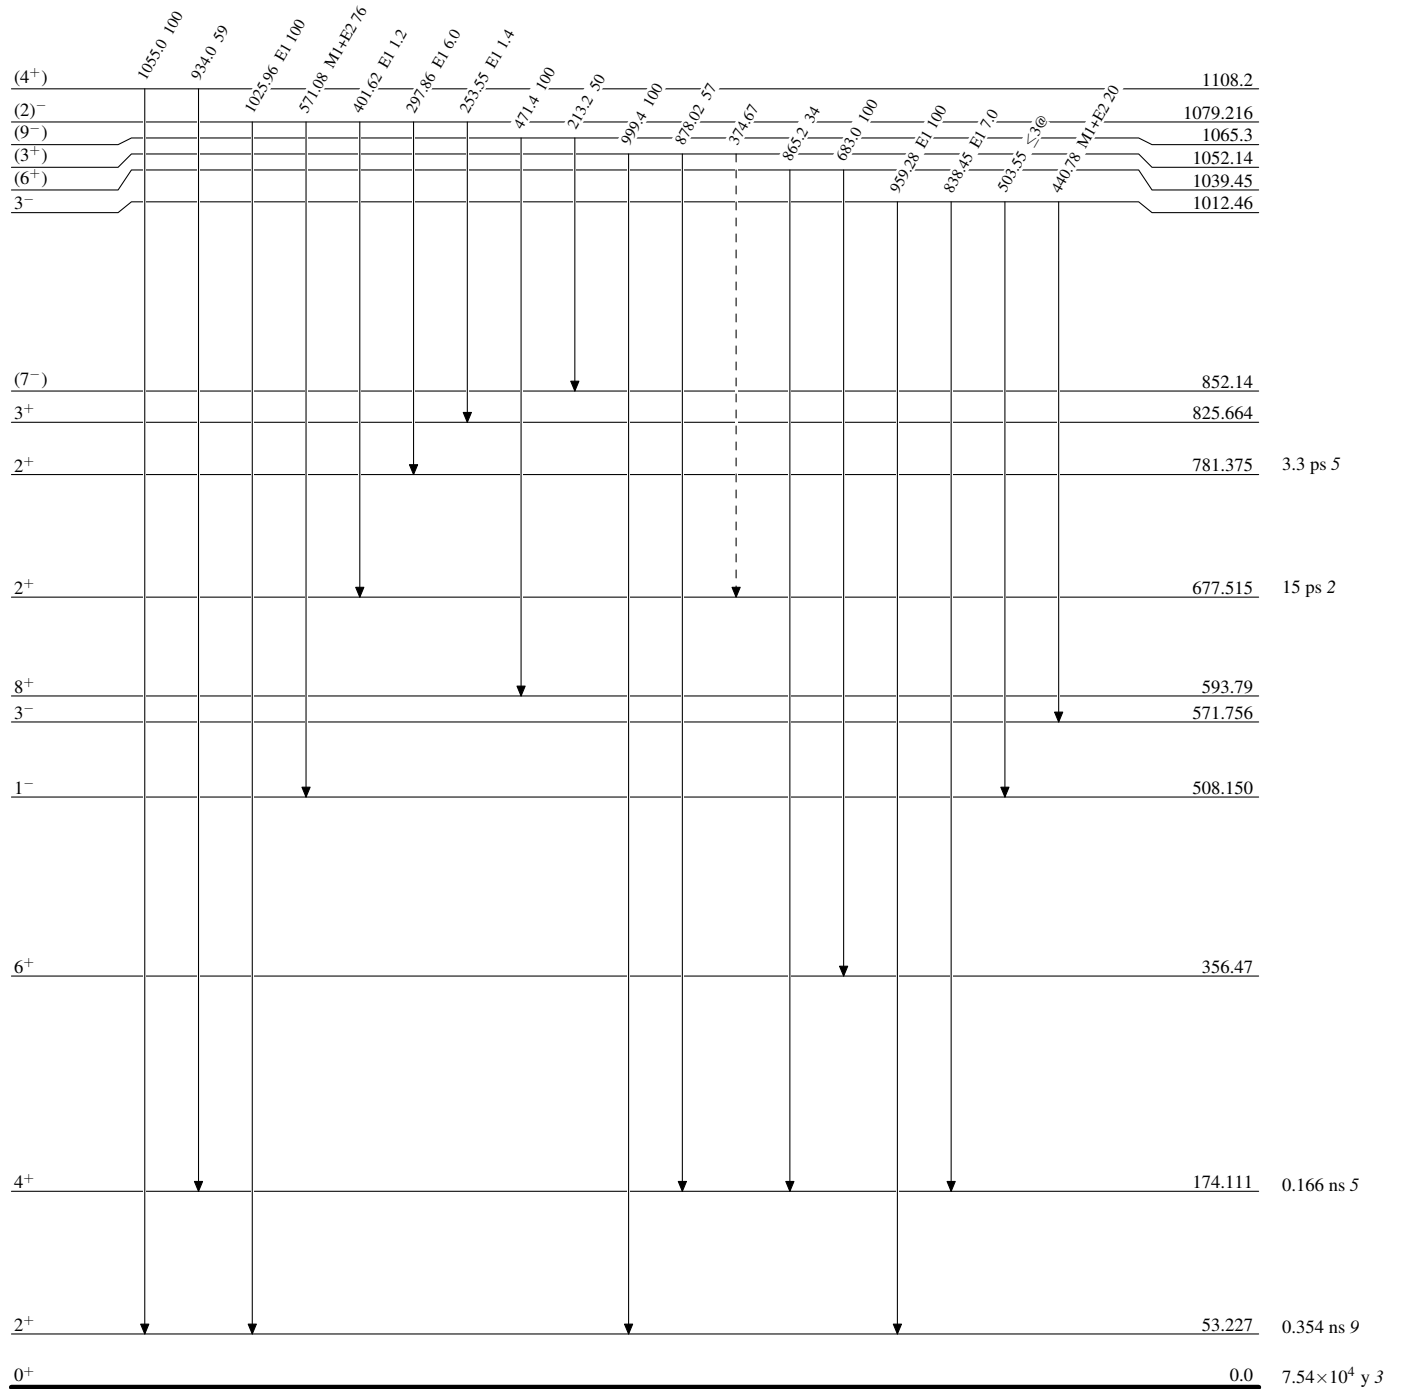 1055.0 100
934.0 59
1025.96 E1 100
571.08 M1+E2 76
401.62 E1 1.2
297.86 E1 6.0
253.55 E1 1.4
471.4 100
213.2 50
999.4 100
878.02 57
374.67
865.2 34
683.0 100
959.28 E1 100
838.45 E1 7.0
503.55 ≤3@
440.78 M1+E2 20
(4⁺) 1108.2
(2)⁻ 1079.216
(9⁻) 1065.3
(3⁺) 1052.14
(6⁺) 1039.45
3⁻ 1012.46
(7⁻) 852.14
3⁺ 825.664
2⁺ 781.375 3.3 ps 5
2⁺ 677.515 15 ps 2
8⁺ 593.79
3⁻ 571.756
1⁻ 508.150
6⁺ 356.47
4⁺ 174.111 0.166 ns 5
2⁺ 53.227 0.354 ns 9
0⁺ 0.0 7.54×10⁴ y 3